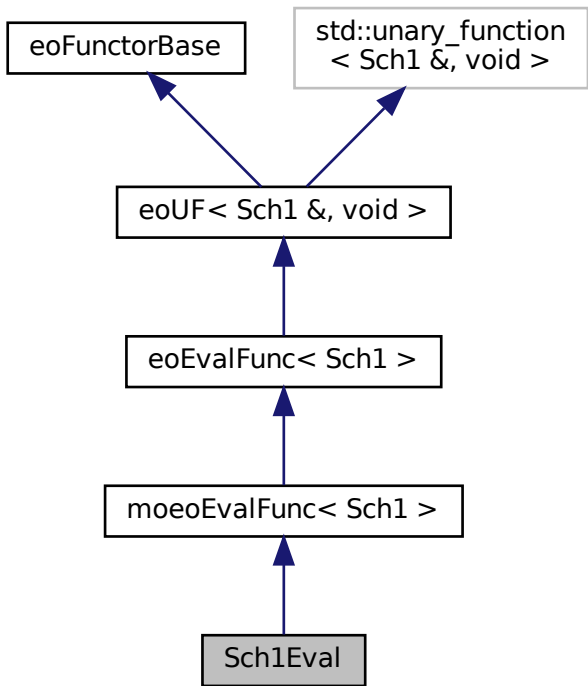 eoFunctorBase
std::unary_function
< Sch1 &, void >
eoUF< Sch1 &, void >
eoEvalFunc< Sch1 >
moeoEvalFunc< Sch1 >
Sch1Eval